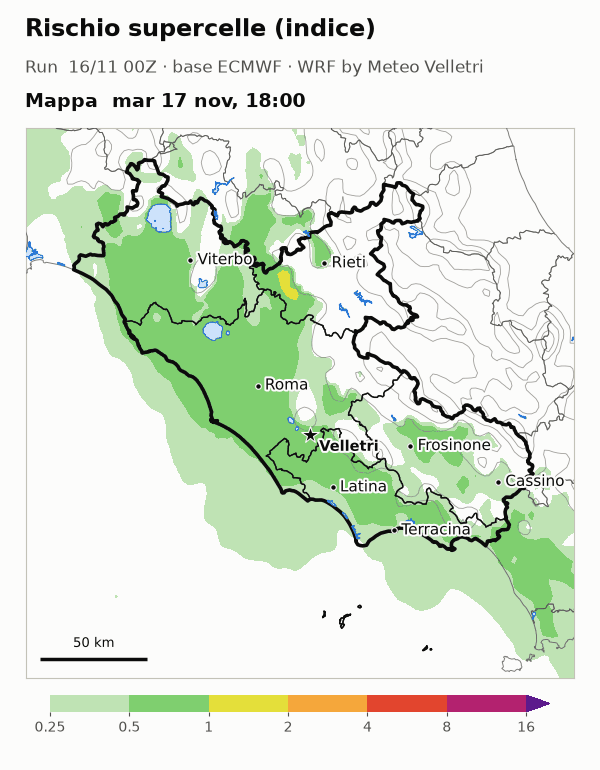 Rischio supercelle (indice)
Run  16/11 00Z · base ECMWF · WRF by Meteo Velletri
Mappa  mar 17 nov, 18:00
Viterbo
Rieti
Roma
Velletri
Frosinone
Cassino
Latina
Terracina
50 km
0.25 0.5 1 2 4 8 16